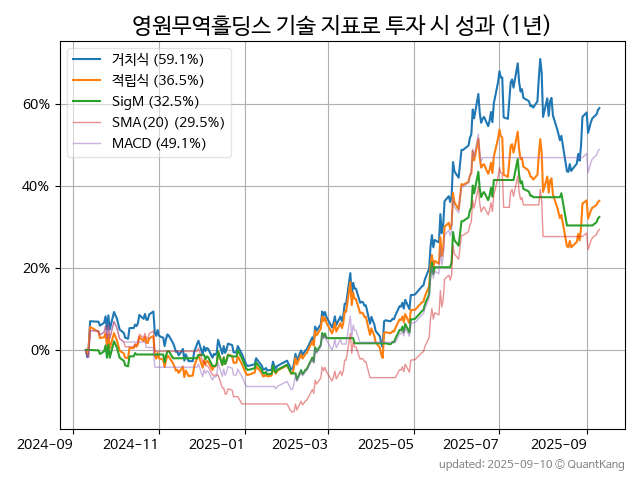 영원무역홀딩스 기술 지표로 투자 시 성과 (1년)
거치식 (59.1%)
적립식 (36.5%)
SigM (32.5%)
SMA(20) (29.5%)
MACD (49.1%)
60%
40%
20%
0%
2024-09
2024-11
2025-01
2025-03
2025-05
2025-07
2025-09
updated: 2025-09-10 © QuantKang